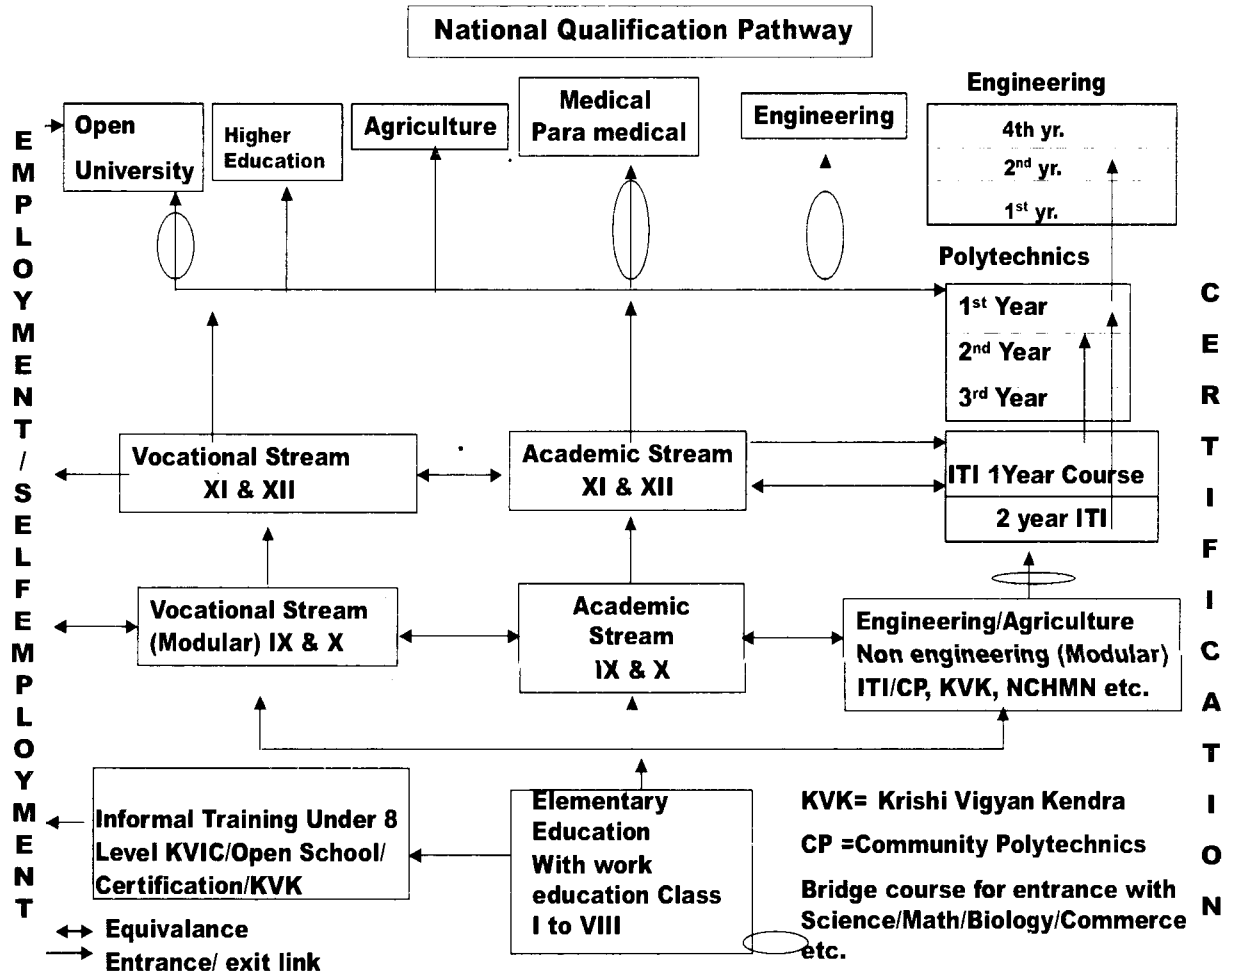 National Qualification Pathway
Engineering
Open
University
Higher
Education
Agriculture
Medical
Para medical
Engineering
4th yr.
2nd yr.
1st yr.
Polytechnics
1st Year
2nd Year
3rd Year
EMPLOYMENT/SELFEMPLOYMENT
CERTIFICATION
Vocational Stream
XI & XII
Academic Stream
XI & XII
ITI 1Year Course
2 year ITI
Vocational Stream
(Modular) IX & X
Academic
Stream
IX & X
Engineering/Agriculture
Non engineering (Modular)
ITI/CP, KVK, NCHMN etc.
Informal Training Under 8
Level KVIC/Open School/
Certification/KVK
Elementary
Education
With work
education Class
I to VIII
KVK= Krishi Vigyan Kendra
CP =Community Polytechnics
Bridge course for entrance with
Science/Math/Biology/Commerce
etc.
Equivalance
Entrance/ exit link